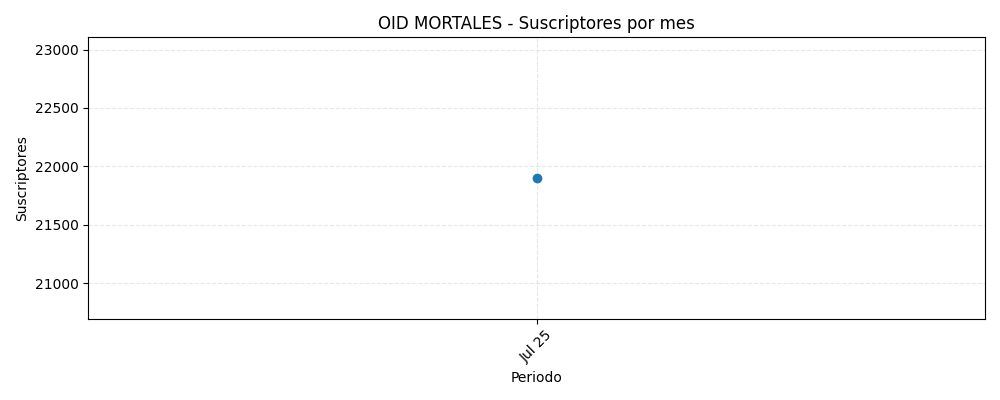 OID MORTALES - Suscriptores por mes
23000
22500
22000
21500
21000
Suscriptores
Jul 25
Periodo